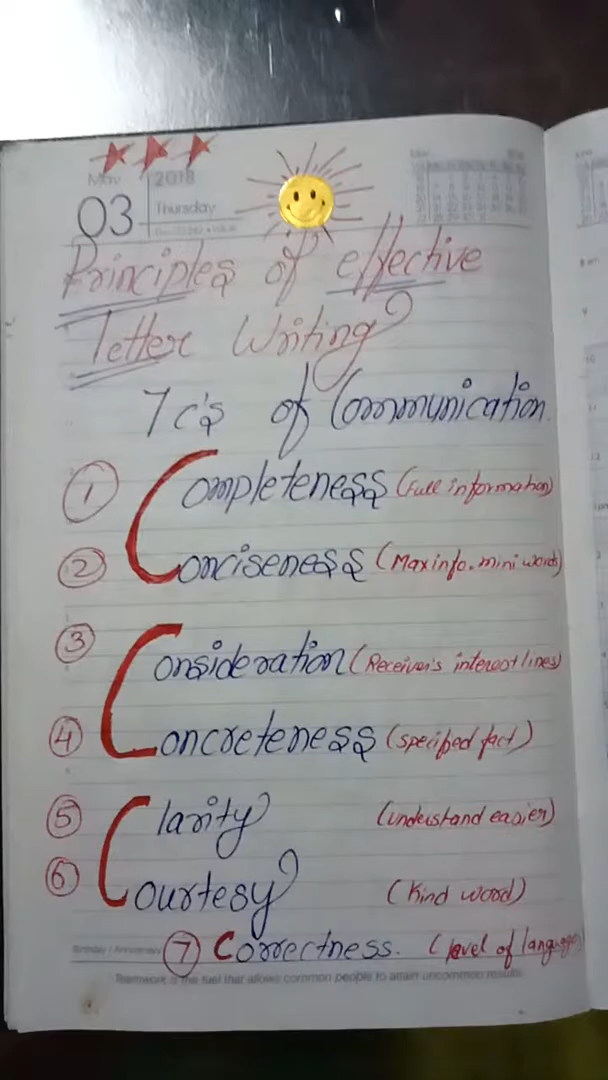 May 2018
03 Thursday
Principles of effective
letter Writing
7 c's of Communication.
① Completeness (Full information)
② Conciseness (Max info. mini words)
③ Consideration (Receiver's interest lines)
④ Concreteness (specified fact)
⑤ Clarity (understand easier)
⑥ Courtesy (Kind word)
Birthday / Anniversary ⑦ Correctness. (level of language)
Teamwork is the fuel that allows common people to attain uncommon results.